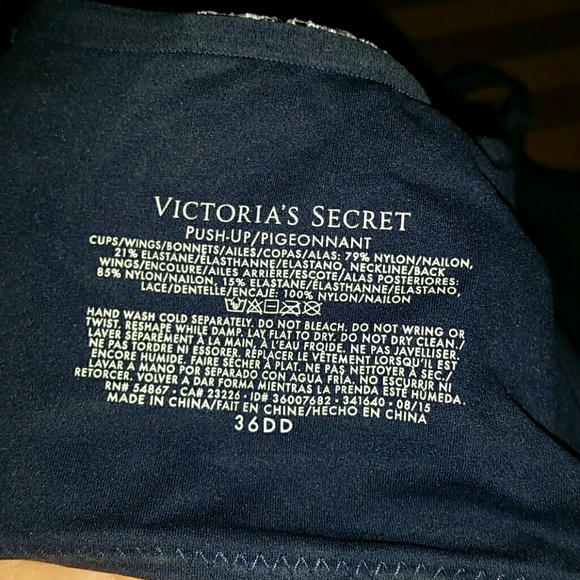 VICTORIA'S SECRET
PUSH-UP/PIGEONNANT
CUPS/WINGS/BONNETS/AILES/COPAS/ALAS: 79% NYLON/NAILON,
21% ELASTANE/ÉLASTHANNE/ELASTANO, NECKLINE/BACK
WINGS/ENCOLURE/AILES ARRIÈRE/ESCOTE/ALAS POSTERIORES:
85% NYLON/NAILON, 15% ELASTANE/ÉLASTHANNE/ELASTANO,
LACE/DENTELLE/ENCAJE: 100% NYLON/NAILON
HAND WASH COLD SEPARATELY. DO NOT BLEACH. DO NOT WRING OR
TWIST. RESHAPE WHILE DAMP. LAY FLAT TO DRY. DO NOT DRY CLEAN./
LAVER SÉPARÉMENT À LA MAIN, À L'EAU FROIDE. NE PAS JAVELLISER.
NE PAS TORDRE NI ESSORER. REPLACER LE VÊTEMENT LORSQU'IL EST
ENCORE HUMIDE. FAIRE SÉCHER À PLAT. NE PAS NETTOYER À SEC./
LAVAR A MANO POR SEPARADO CON AGUA FRÍA. NO ESCURRIR NI
RETORCER. VOLVER A DAR FORMA MIENTRAS LA PRENDA ESTÉ HÚMEDA.
RN# 54867 • CA# 23226 • ID# 36007682 • 341640 • 08/15
MADE IN CHINA/FAIT EN CHINE/HECHO EN CHINA
36DD